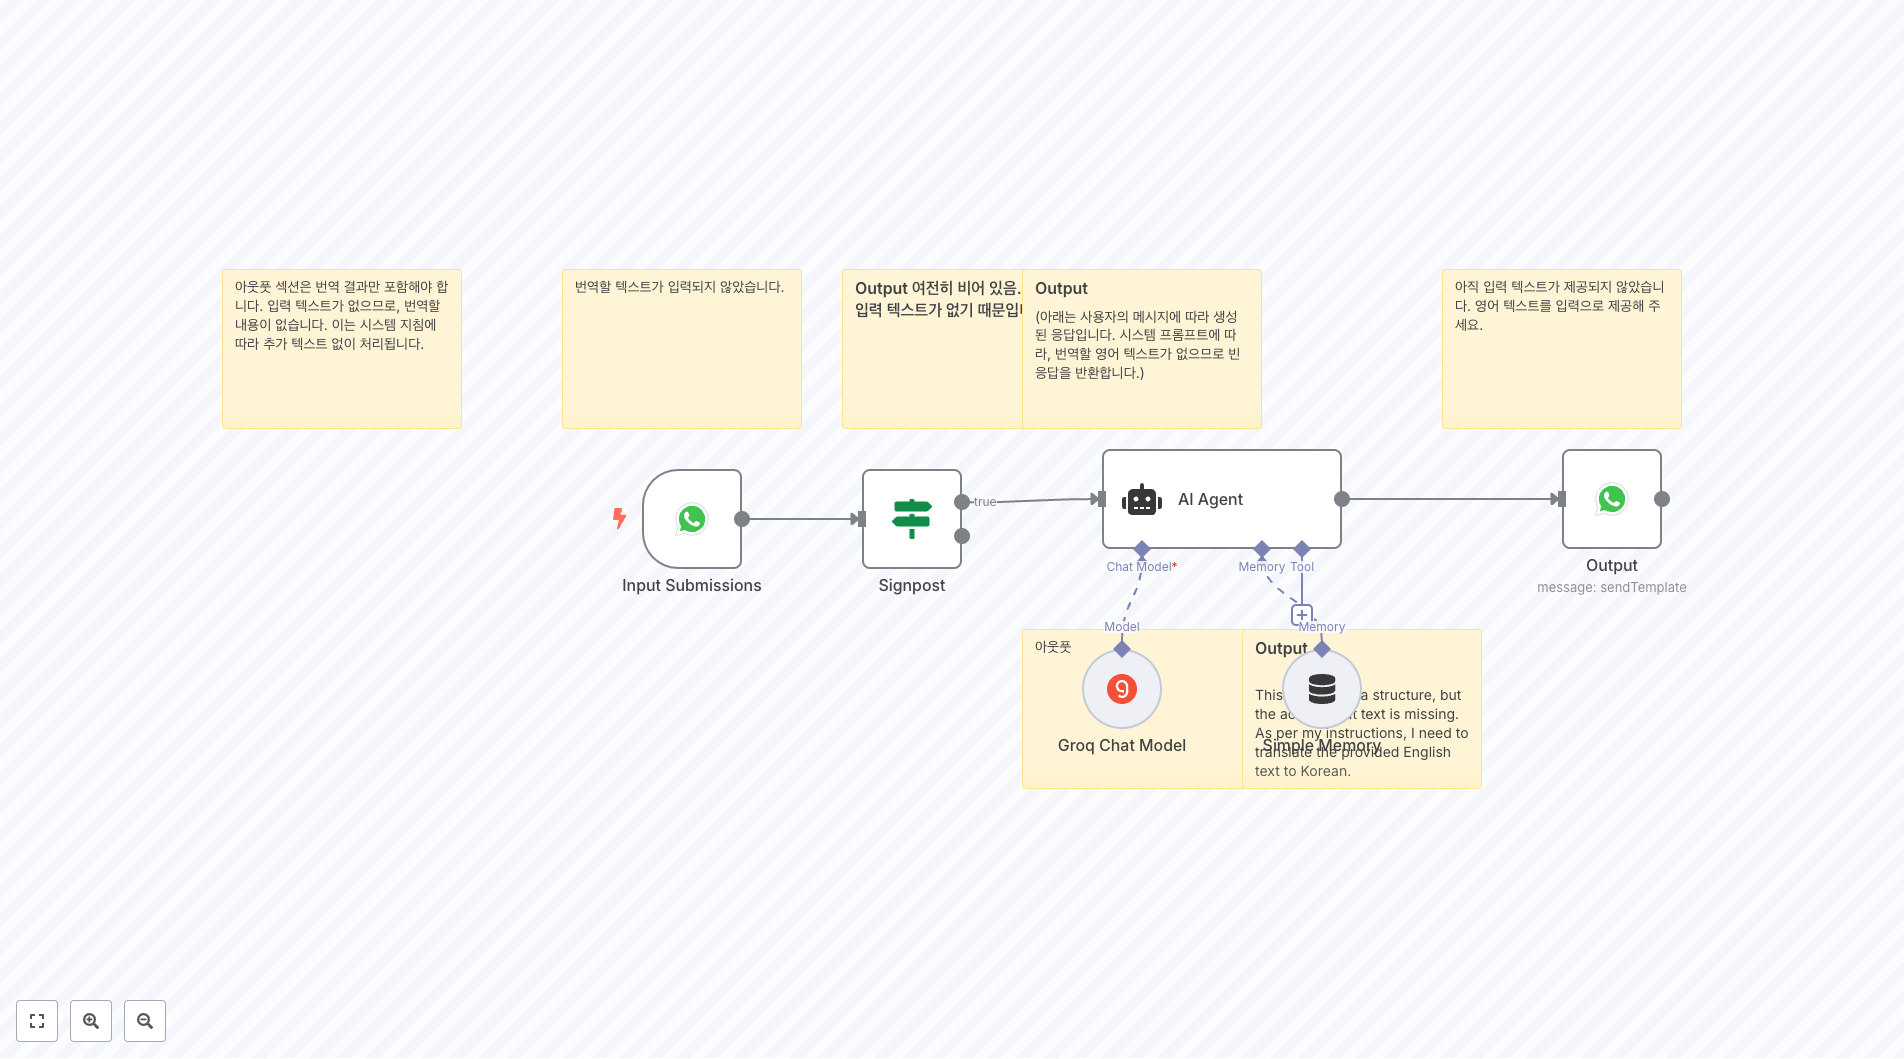 아웃풋 섹션은 번역 결과만 포함해야 합
니다. 입력 텍스트가 없으므로, 번역할
내용이 없습니다. 이는 시스템 지침에
따라 추가 텍스트 없이 처리됩니다.
번역할 텍스트가 입력되지 않았습니다.
Output 여전히 비어 있음.
입력 텍스트가 없기 때문입
Output
(아래는 사용자의 메시지에 따라 생성
된 응답입니다. 시스템 프롬프트에 따
라, 번역할 영어 텍스트가 없으므로 빈
응답을 반환합니다.)
아직 입력 텍스트가 제공되지 않았습니
다. 영어 텍스트를 입력으로 제공해 주
세요.
Input Submissions
Signpost
true
AI Agent
Chat Model*
Memory
Tool
Output
message: sendTemplate
Model
Memory
아웃풋
Groq Chat Model
Output
This a structure, but
the text is missing.
As per my instructions, I need to
translate the provided English
text to Korean.
Simple Memory